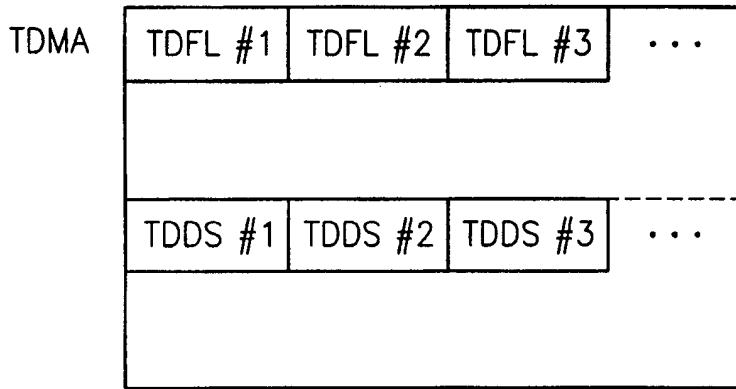 TDMA TDFL #1 TDFL #2 TDFL #3 ...
TDDS #1 TDDS #2 TDDS #3 ...